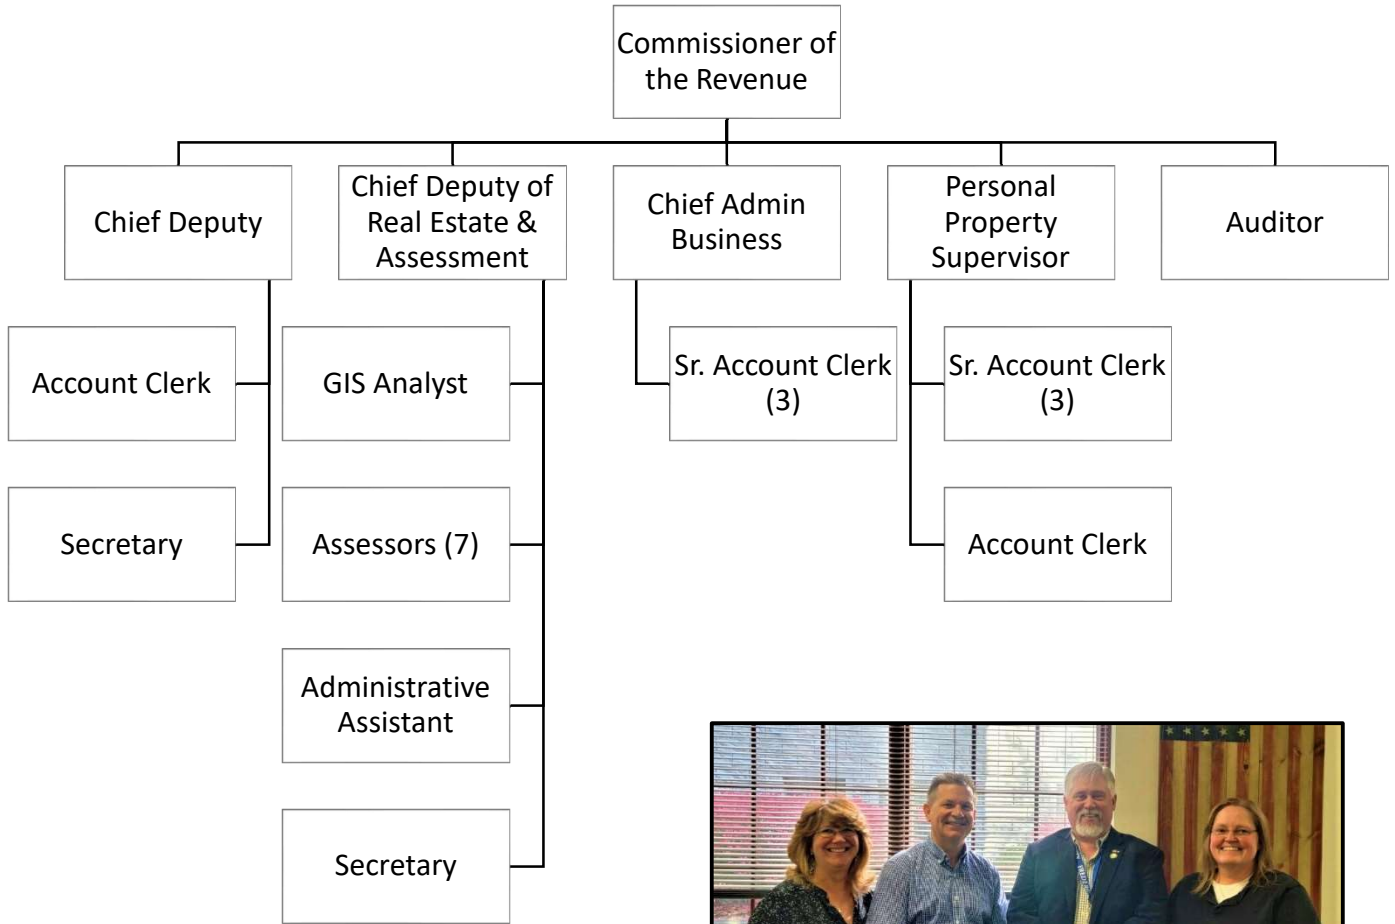 Commissioner of
the Revenue
Chief Deputy
Chief Deputy of
Real Estate &
Assessment
Chief Admin
Business
Personal
Property
Supervisor
Auditor
Account Clerk
GIS Analyst
Sr. Account Clerk
(3)
Sr. Account Clerk
(3)
Secretary
Assessors (7)
Account Clerk
Administrative
Assistant
Secretary